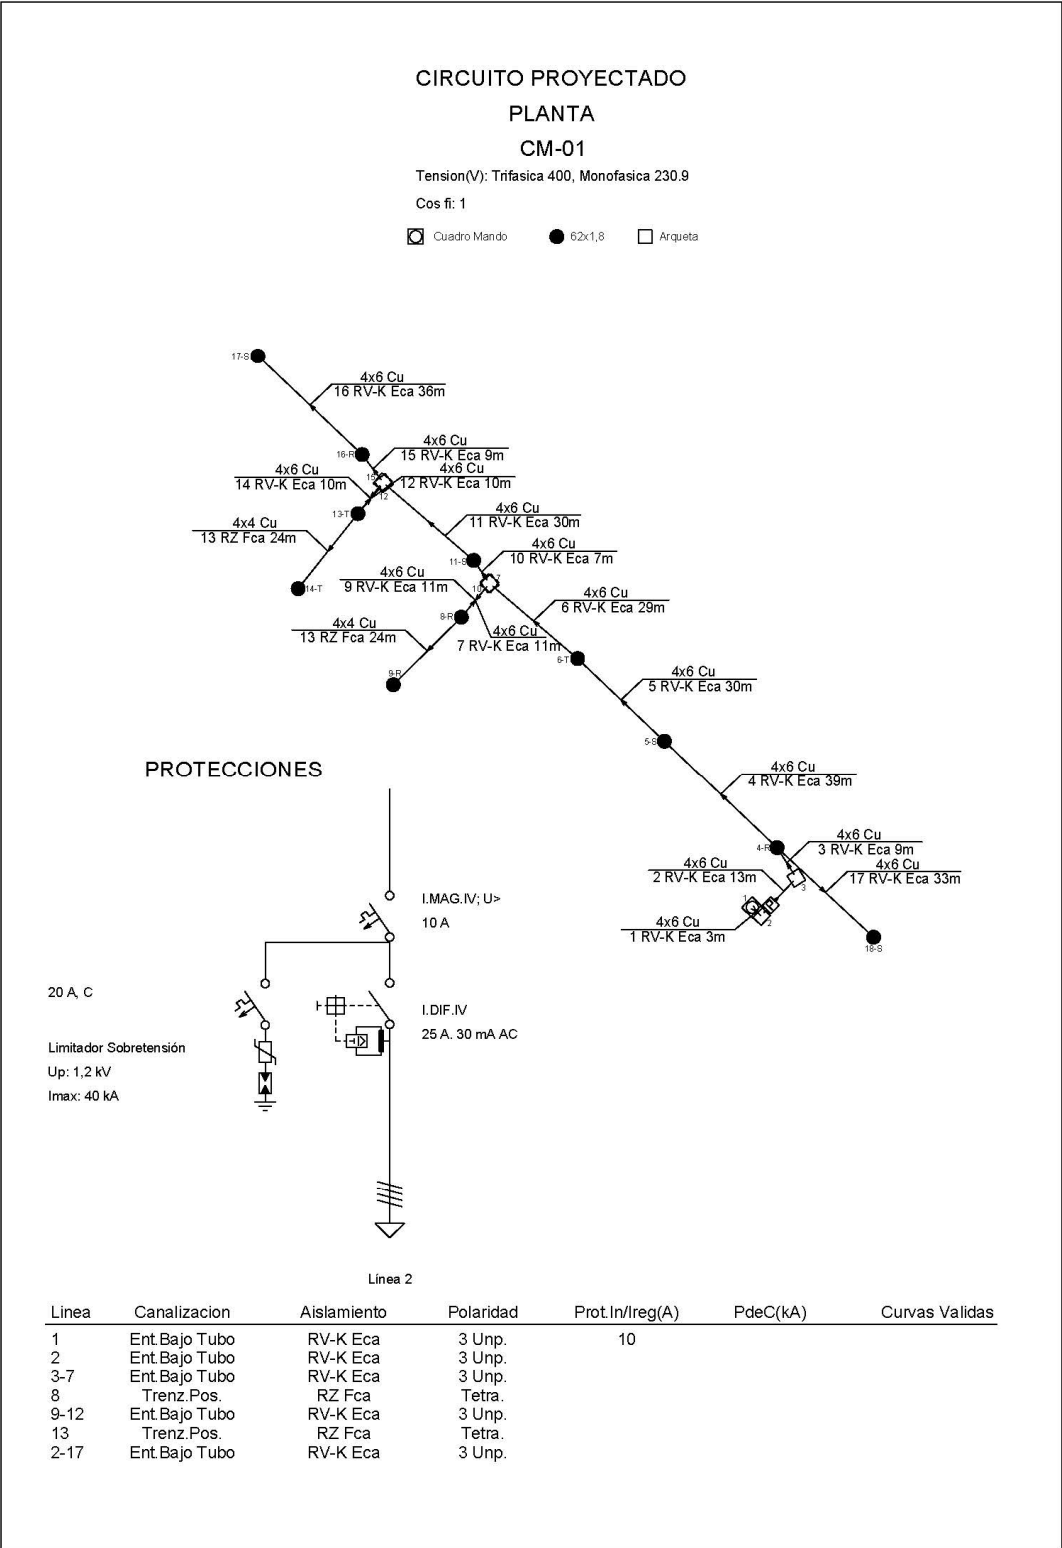 CIRCUITO PROYECTADO
PLANTA
CM-01
Tension(V): Trifasica 400, Monofasica 230.9
Cos fi: 1
Cuadro Mando 62x1,8 Arqueta
17-S
4x6 Cu
16 RV-K Eca 36m
16-R
4x6 Cu
15 RV-K Eca 9m
4x6 Cu
14 RV-K Eca 10m
4x6 Cu
12 RV-K Eca 10m
15
12
13-T
4x6 Cu
11 RV-K Eca 30m
4x4 Cu
13 RZ Fca 24m
11-S
4x6 Cu
10 RV-K Eca 7m
14-T
4x6 Cu
9 RV-K Eca 11m
10
7
4x6 Cu
6 RV-K Eca 29m
8-R
4x4 Cu
13 RZ Fca 24m
4x6 Cu
7 RV-K Eca 11m
6-T
9-R
4x6 Cu
5 RV-K Eca 30m
5-S
PROTECCIONES
4x6 Cu
4 RV-K Eca 39m
4-R
4x6 Cu
3 RV-K Eca 9m
4x6 Cu
2 RV-K Eca 13m
4x6 Cu
17 RV-K Eca 33m
3
1
2
4x6 Cu
1 RV-K Eca 3m
18-S
I.MAG.IV; U>
10 A
20 A, C
I.DIF.IV
25 A. 30 mA AC
Limitador Sobretensión
Up: 1,2 kV
Imax: 40 kA
Línea 2
Linea Canalizacion Aislamiento Polaridad Prot.In/Ireg(A) PdeC(kA) Curvas Validas
1 Ent.Bajo Tubo RV-K Eca 3 Unp. 10
2 Ent.Bajo Tubo RV-K Eca 3 Unp.
3-7 Ent.Bajo Tubo RV-K Eca 3 Unp.
8 Trenz.Pos. RZ Fca Tetra.
9-12 Ent.Bajo Tubo RV-K Eca 3 Unp.
13 Trenz.Pos. RZ Fca Tetra.
2-17 Ent.Bajo Tubo RV-K Eca 3 Unp.